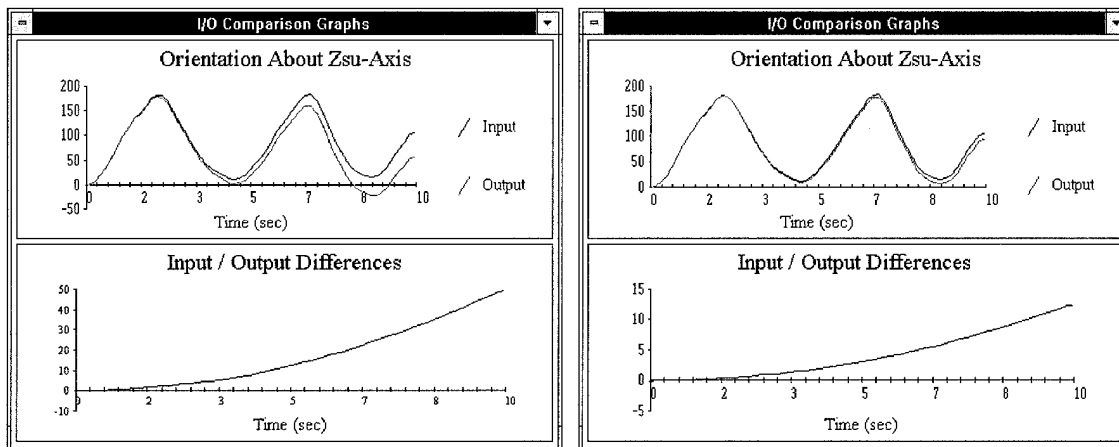 I/O Comparison Graphs
Orientation About Zsu-Axis
200
150
100
50
0
-50
0 2 3 5 7 8 10
Time (sec)
Input
Output
Input / Output Differences
50
40
30
20
10
0
-10
0 2 3 5 7 8 10
Time (sec)
I/O Comparison Graphs
Orientation About Zsu-Axis
200
150
100
50
0
0 2 3 5 7 8 10
Time (sec)
Input
Output
Input / Output Differences
15
10
5
0
-5
0 2 3 5 7 8 10
Time (sec)